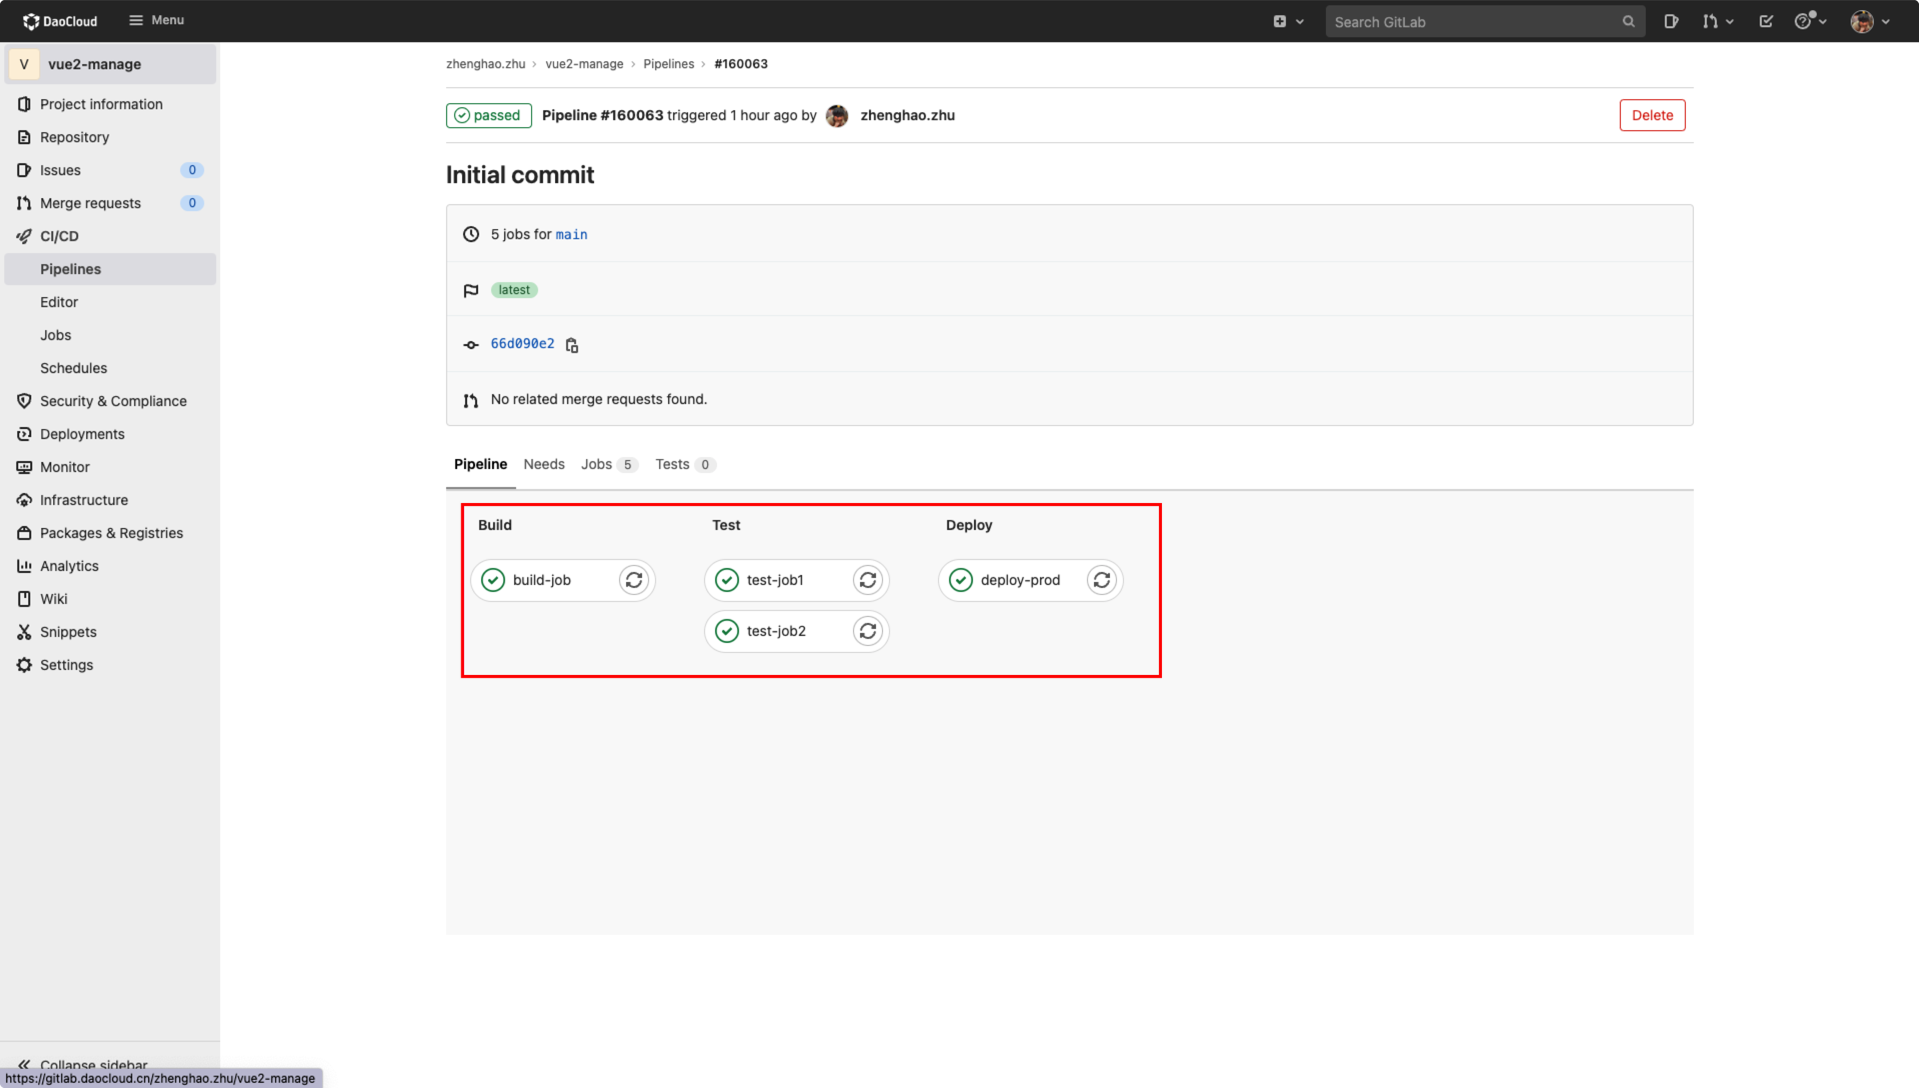 DaoCloud
Menu
Search GitLab
V
vue2-manage
Project information
Repository
Issues 0
Merge requests 0
CI/CD
Pipelines
Editor
Jobs
Schedules
Security & Compliance
Deployments
Monitor
Infrastructure
Packages & Registries
Analytics
Wiki
Snippets
Settings
Collapse sidebar
https://gitlab.daocloud.cn/zhenghao.zhu/vue2-manage
zhenghao.zhu › vue2-manage › Pipelines › #160063
passed Pipeline #160063 triggered 1 hour ago by zhenghao.zhu
Delete
Initial commit
5 jobs for main
latest
66d090e2
No related merge requests found.
Pipeline Needs Jobs 5 Tests 0
Build Test Deploy
build-job test-job1 deploy-prod
test-job2